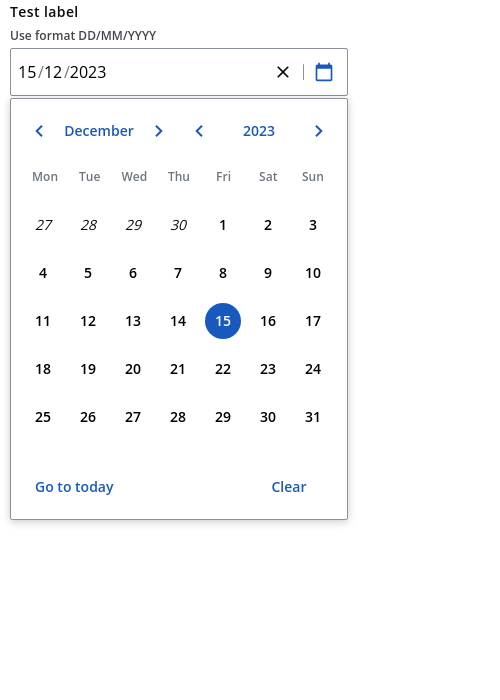 Test label
Use format DD/MM/YYYY
15/12/2023
December 2023
Mon Tue Wed Thu Fri Sat Sun
27 28 29 30 1 2 3
4 5 6 7 8 9 10
11 12 13 14 15 16 17
18 19 20 21 22 23 24
25 26 27 28 29 30 31
Go to today Clear